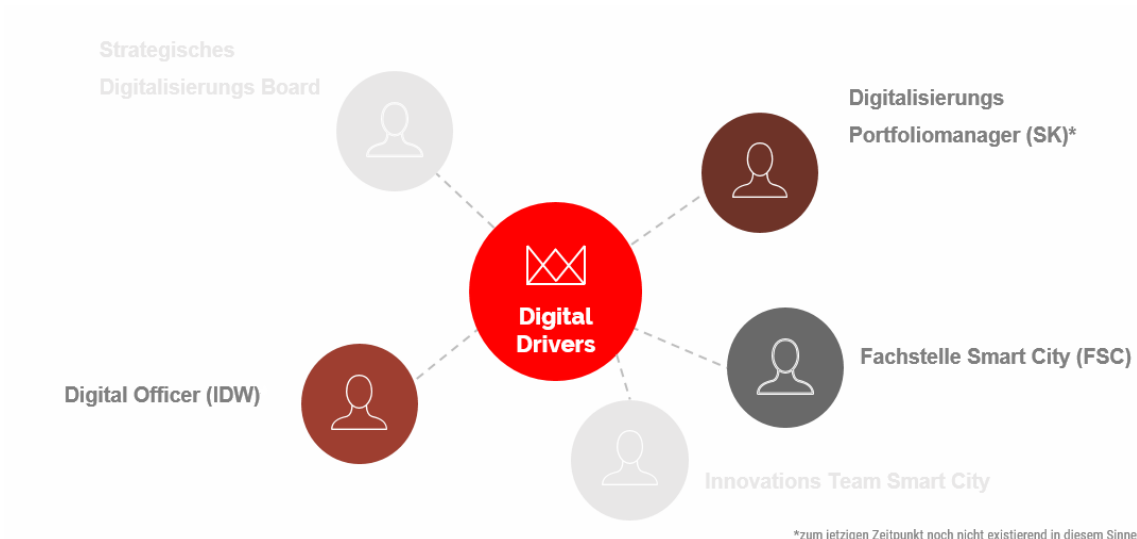 Strategisches
Digitalisierungs Board
Digitalisierungs
Portfoliomanager (SK)*
Digital
Drivers
Fachstelle Smart City (FSC)
Digital Officer (IDW)
Innovations Team Smart City
*zum jetzigen Zeitpunkt noch nicht existierend in diesem Sinne